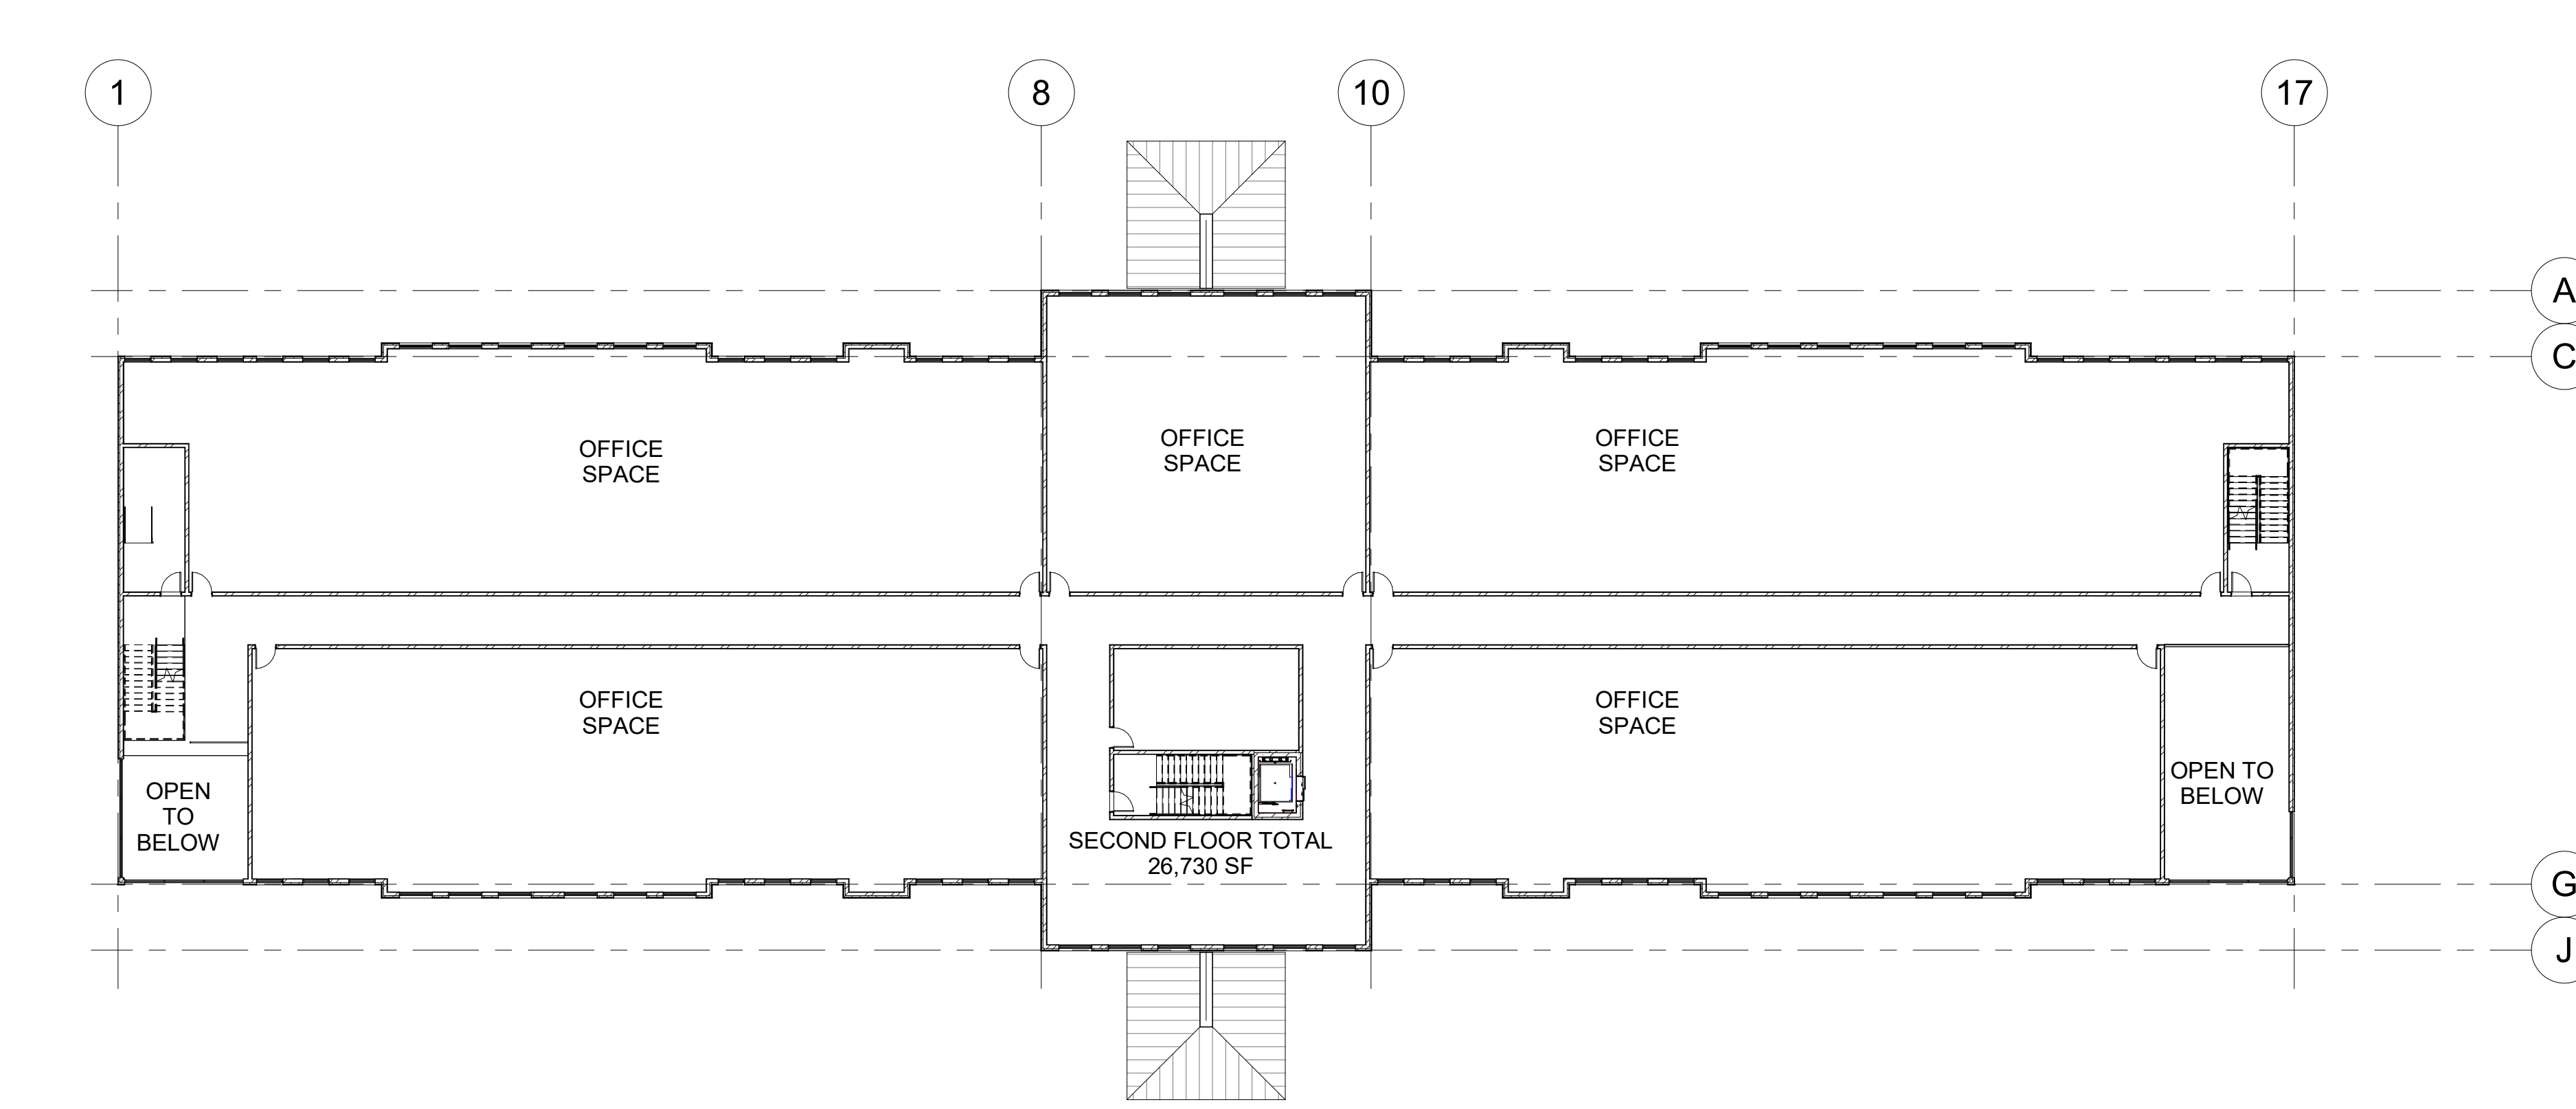 1
8
10
17
A
C
OFFICE
SPACE
OFFICE
SPACE
OFFICE
SPACE
OFFICE
SPACE
OFFICE
SPACE
OPEN
TO
BELOW
OPEN TO
BELOW
SECOND FLOOR TOTAL
26,730 SF
G
J